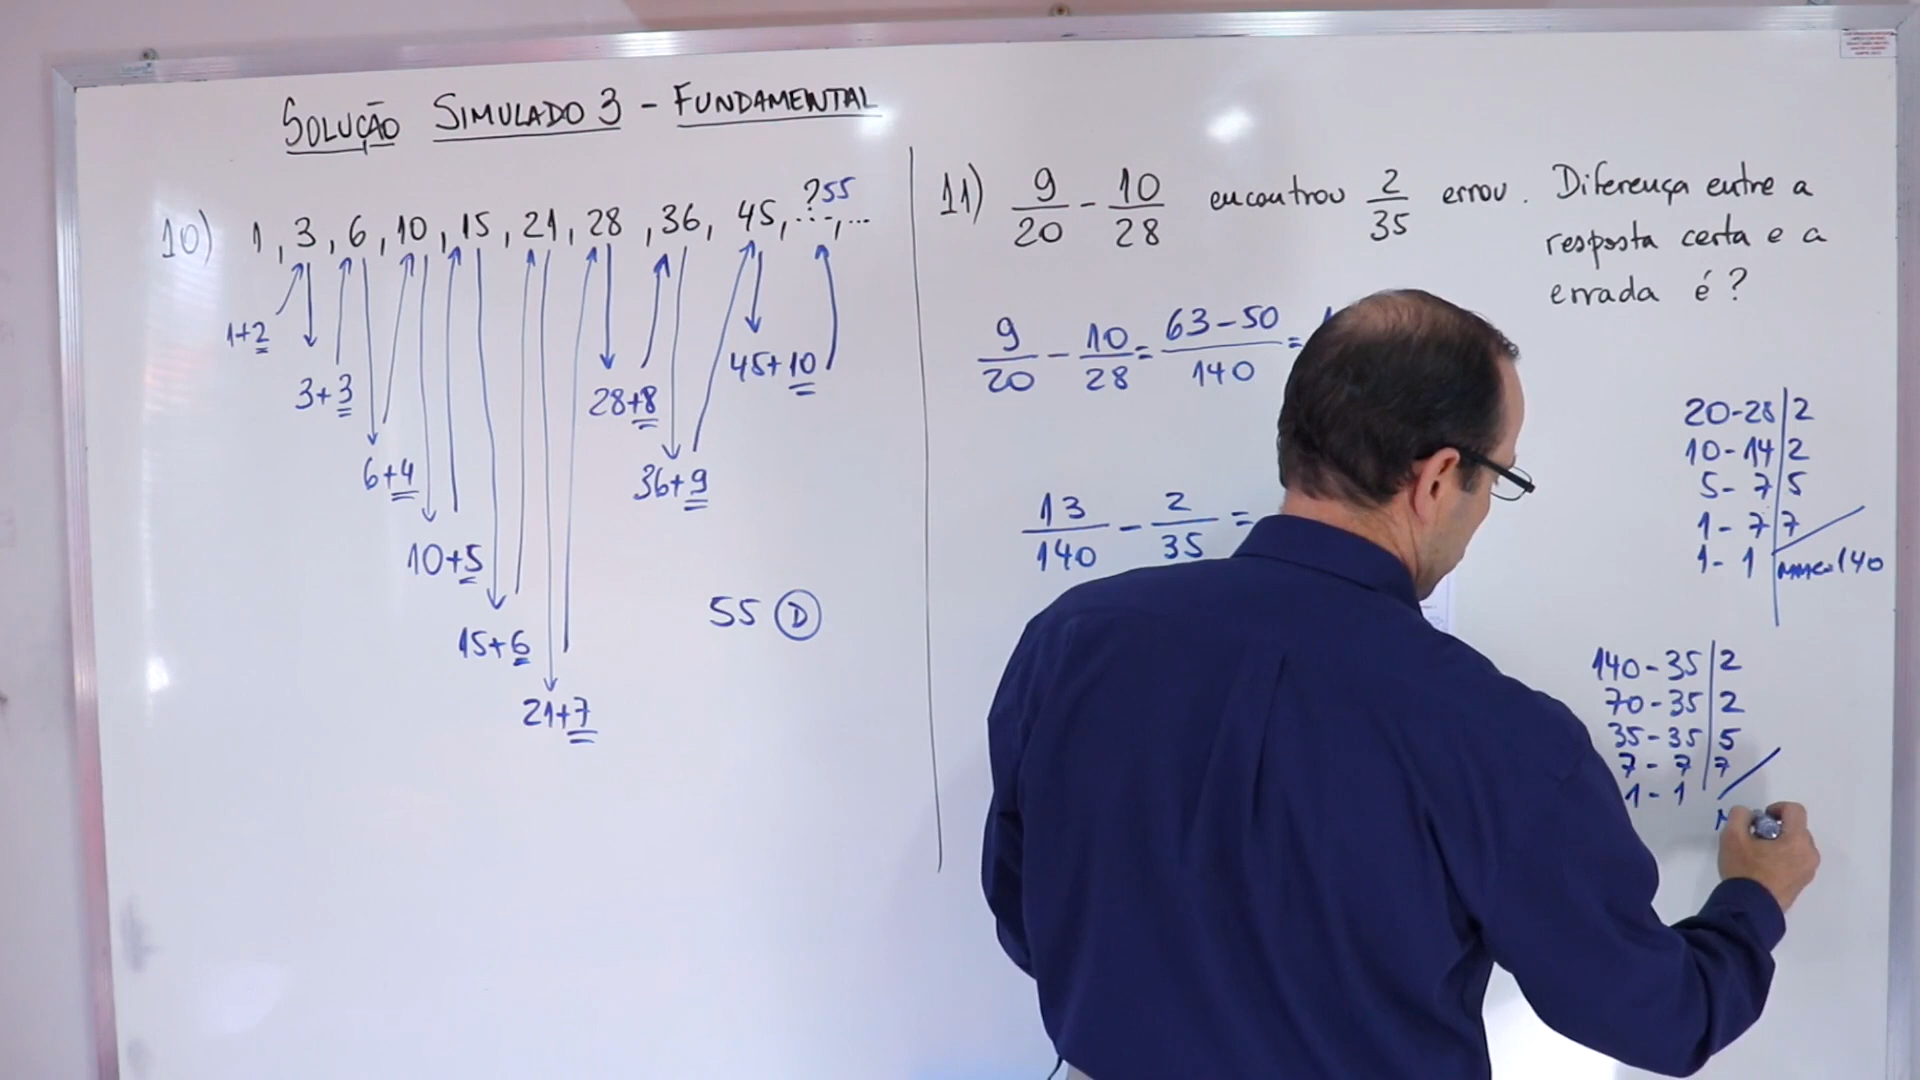 SOLUÇÃO SIMULADO 3 - FUNDAMENTAL
10) 1, 3, 6, 10, 15, 21, 28, 36, 45, ...?, ...
55
1+2
3+3
6+4
10+5
15+6
21+7
28+8
36+9
45+10
55 D
11) 9/20 - 10/28 encontrou 2/35 errou. Diferença entre a
resposta certa e a
errada é?
9/20 - 10/28 = 63-50/140 =
13/140 - 2/35 =
20-28|2
10-14|2
5-7|5
1-7|7
1-1|mmc=140
140-35|2
70-35|2
35-35|5
7-7|7
1-1